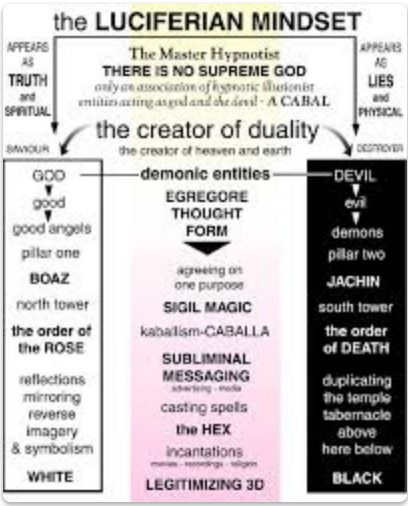 the LUCIFERIAN MINDSET
APPEARS
AS
TRUTH
and
SPIRITUAL
The Master Hypnotist
THERE IS NO SUPREME GOD
only an association of hypnotic illusionist
entities acting as god and the devil - A CABAL
APPEARS
AS
LIES
and
PHYSICAL
the creator of duality
SAVIOUR
the creator of heaven and earth
DESTROYER
GOD
good
good angels
pillar one
BOAZ
north tower
the order of
the ROSE
reflections
mirroring
reverse
imagery
& symbolism
WHITE
demonic entities
EGREGORE
THOUGHT
FORM
agreeing on
one purpose
SIGIL MAGIC
kaballism-CABALLA
SUBLIMINAL
MESSAGING
advertising - media
casting spells
the HEX
incantations
movies - recordings - religion
LEGITIMIZING 3D
DEVIL
evil
demons
pillar two
JACHIN
south tower
the order
of DEATH
duplicating
the temple
tabernacle
above
here below
BLACK